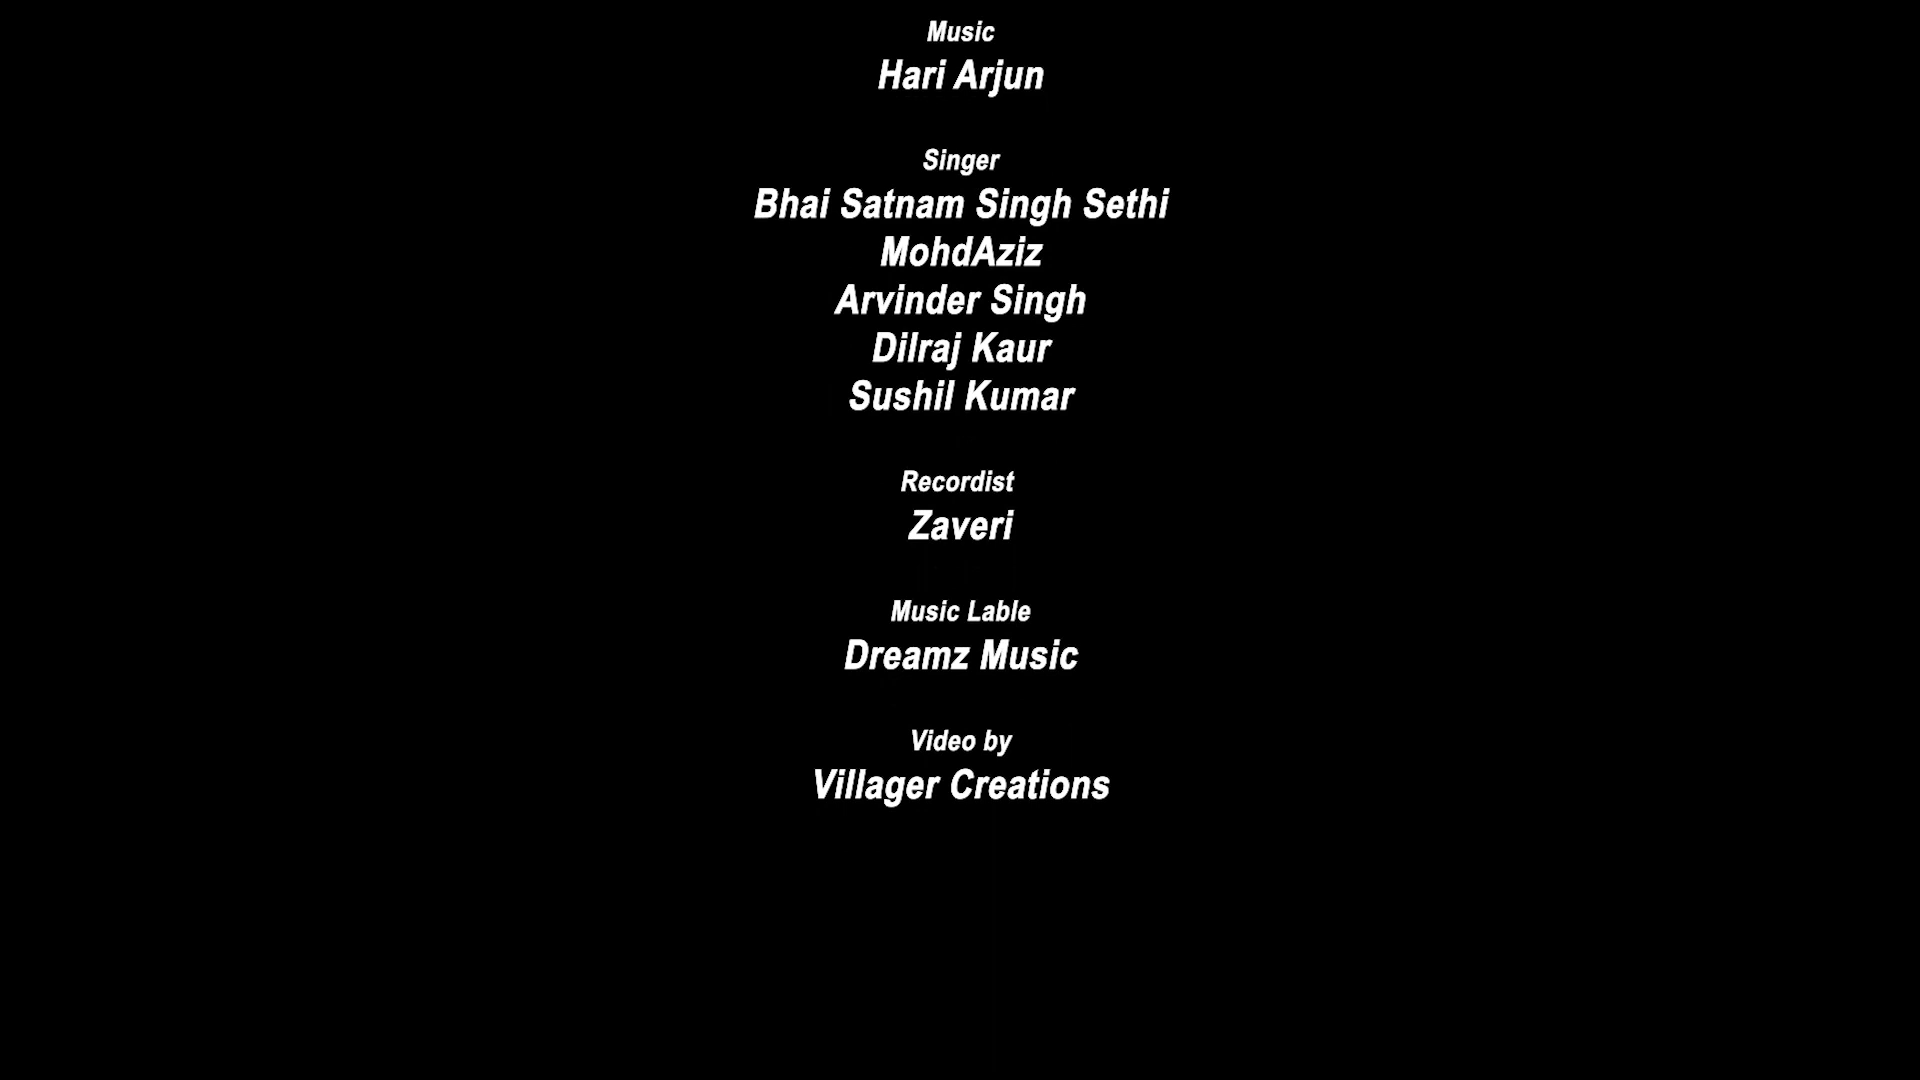 Music
Hari Arjun
Singer
Bhai Satnam Singh Sethi
MohdAziz
Arvinder Singh
Dilraj Kaur
Sushil Kumar
Recordist
Zaveri
Music Lable
Dreamz Music
Video by
Villager Creations